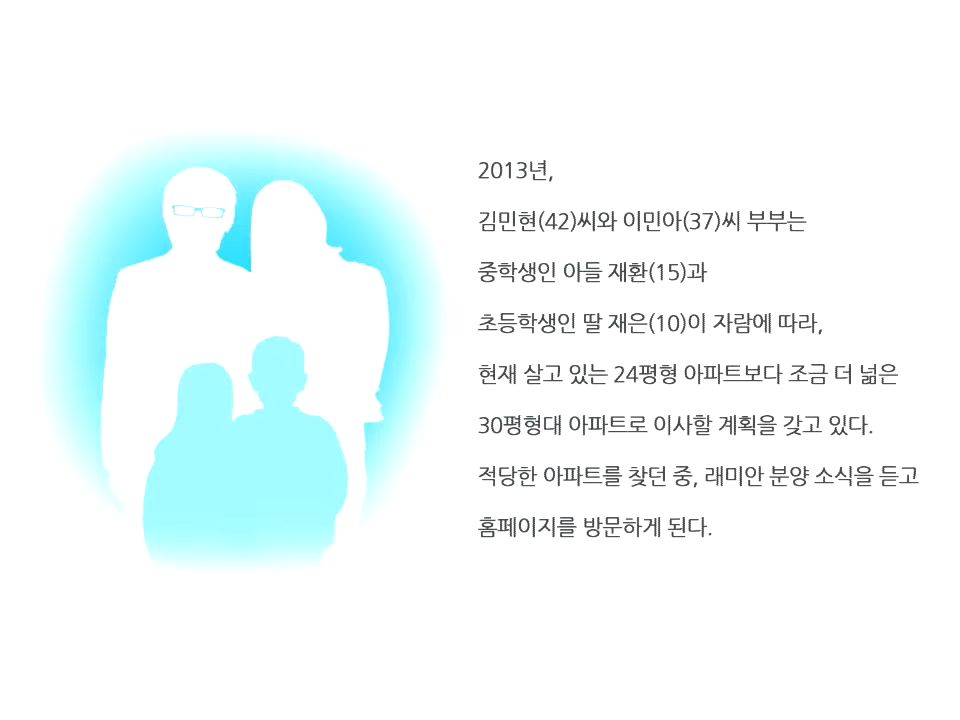 2013년,
김민현(42)씨와 이민아(37)씨 부부는
중학생인 아들 재환(15)과
초등학생인 딸 재은(10)이 자람에 따라,
현재 살고 있는 24평형 아파트보다 조금 더 넓은
30평형대 아파트로 이사할 계획을 갖고 있다.
적당한 아파트를 찾던 중, 래미안 분양 소식을 듣고
홈페이지를 방문하게 된다.